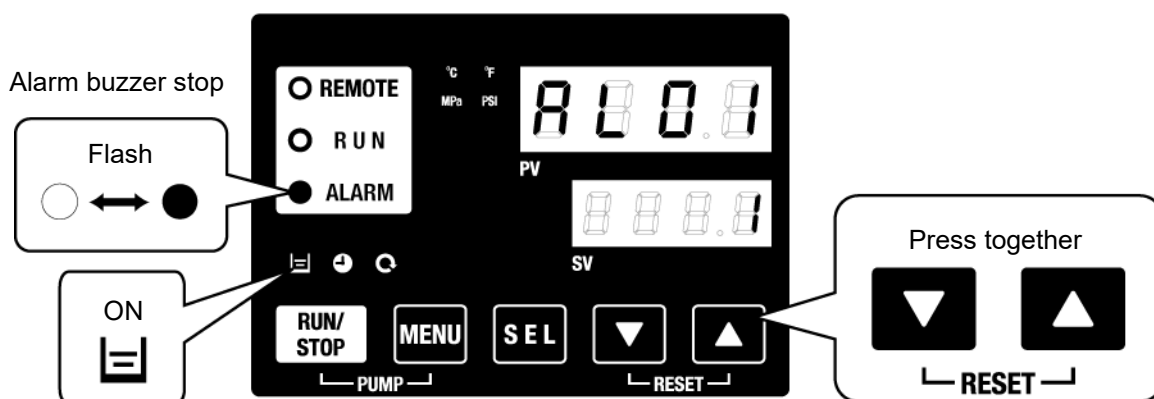 Alarm buzzer stop
Flash
ON
REMOTE
RUN
ALARM
°C °F
MPa PSI
AL01
PV
1
SV
RUN/
STOP
MENU
SEL
PUMP
RESET
Press together
RESET